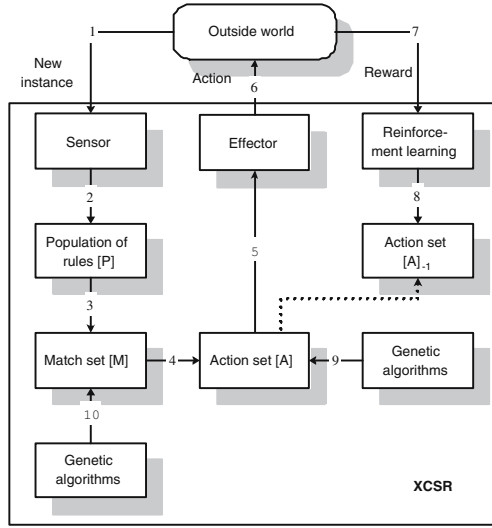 1
Outside world
7
New
instance
Action
6
Reward
Sensor
Effector
Reinforce-
ment learning
2
8
Population of
rules [P]
5
Action set
[A]-1
3
Match set [M]
4
Action set [A]
9
Genetic
algorithms
10
Genetic
algorithms
XCSR